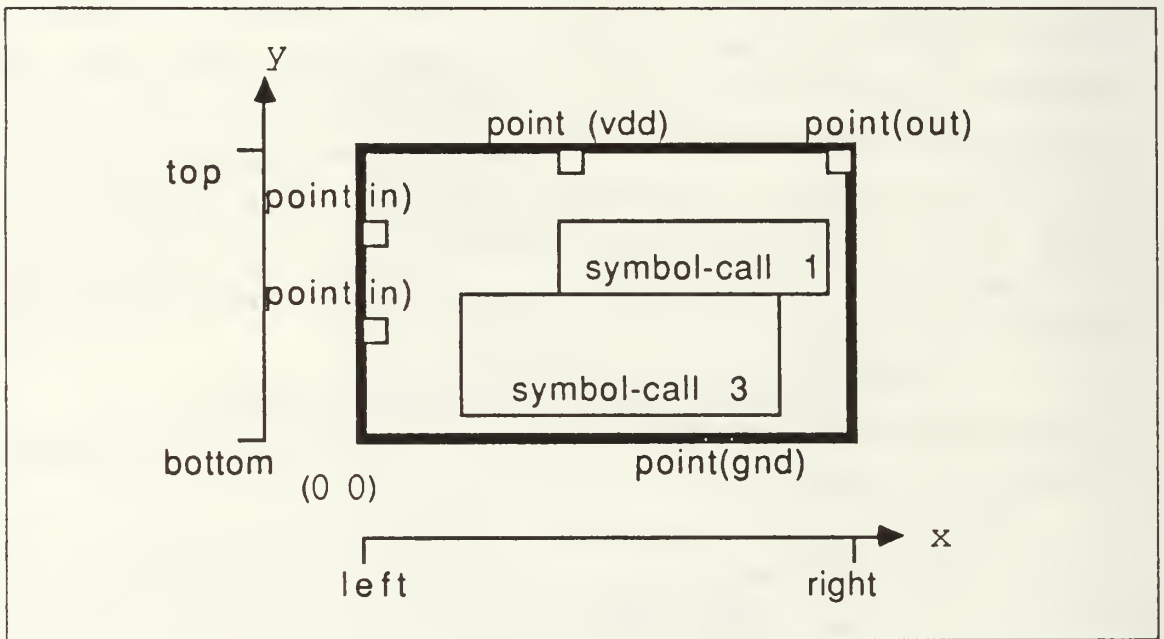 y
point (vdd)
point(out)
top
point(in)
symbol-call 1
point(in)
symbol-call 3
bottom
point(gnd)
(0 0)
x
left
right